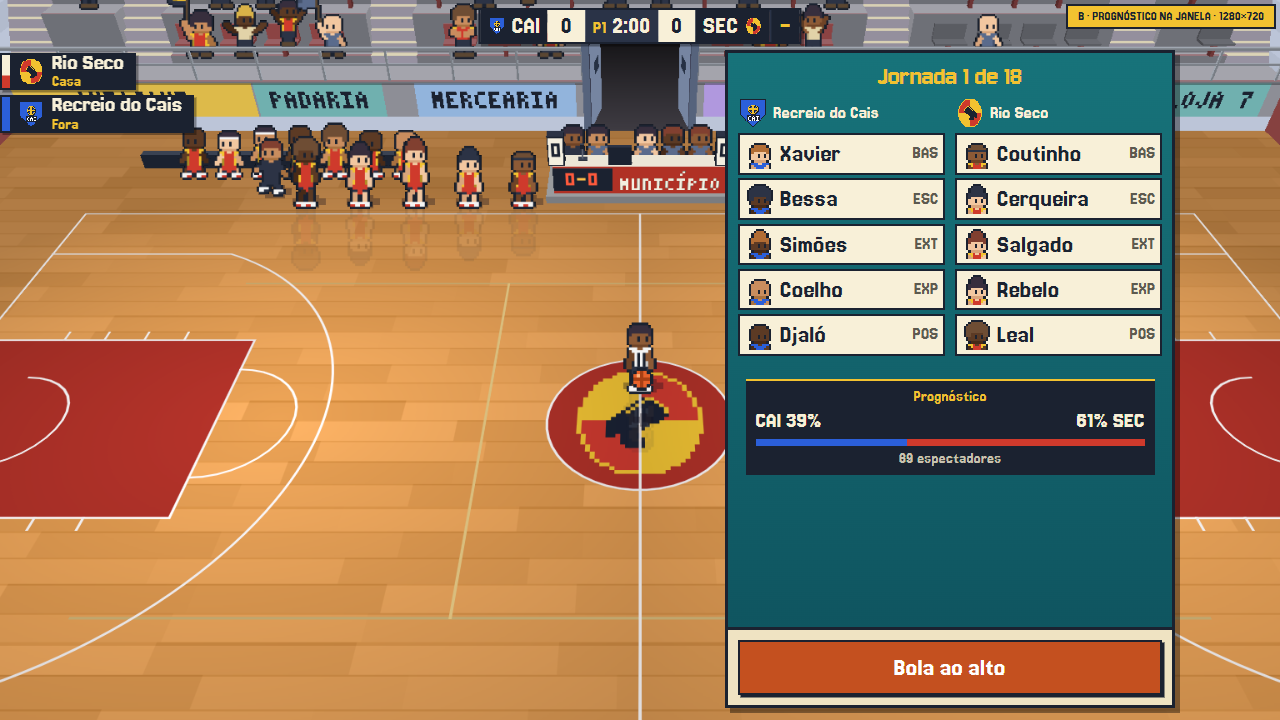 CAI 0 P1 2:00 0 SEC -
B · PROGNÓSTICO NA JANELA · 1280×720
Rio Seco
Casa
Recreio do Cais
Fora
PADARIA
MERCEARIA
LOJA 7
0-0
MUNICÍPIO
Jornada 1 de 18
CAI
Recreio do Cais
Rio Seco
Xavier BAS
Coutinho BAS
Bessa ESC
Cerqueira ESC
Simões EXT
Salgado EXT
Coelho EXP
Rebelo EXP
Djaló POS
Leal POS
Prognóstico
CAI 39%
61% SEC
69 espectadores
Bola ao alto